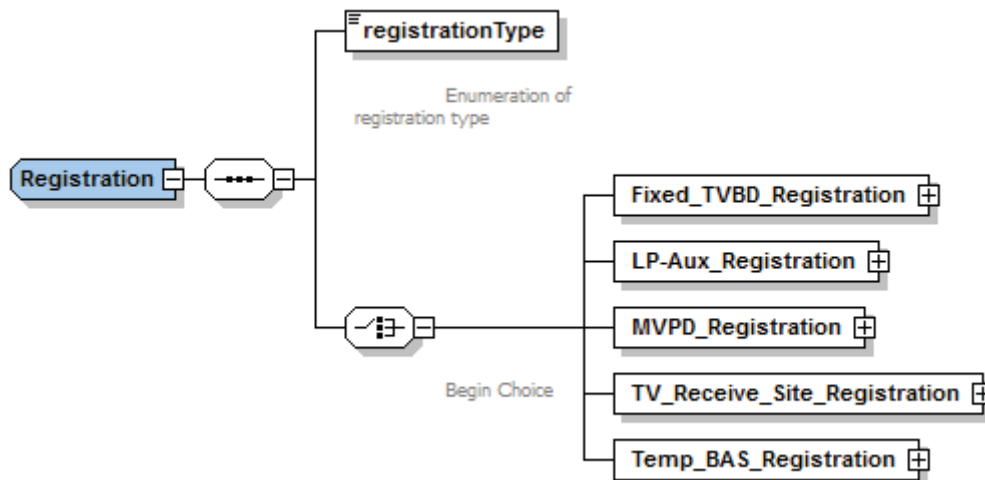 registrationType
Enumeration of
registration type
Registration
Fixed_TVBD_Registration
LP-Aux_Registration
MVPD_Registration
Begin Choice
TV_Receive_Site_Registration
Temp_BAS_Registration